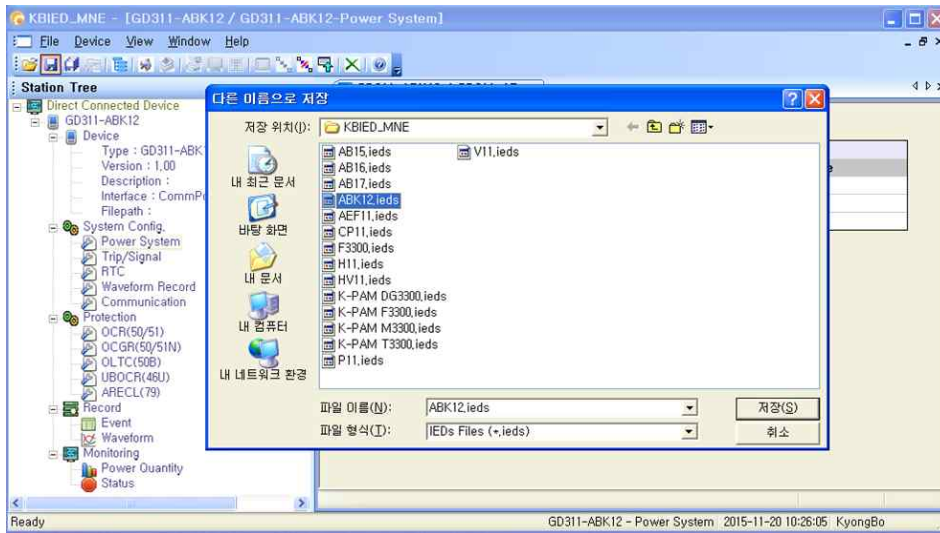 KBIED_MNE - [GD311-ABK12 / GD311-ABK12-Power System]
File Device View Window Help
Station Tree
Direct Connected Device
GD311-ABK12
Device
Type : GD311-ABK
Version : 1.00
Description :
Interface : CommPo
Filepath :
System Config.
Power System
Trip/Signal
RTC
Waveform Record
Communication
Protection
OCR(50/51)
OCGR(50/51N)
OLTC(50B)
UBOCR(46U)
ARECL(79)
Record
Event
Waveform
Monitoring
Power Quantity
Status
다른 이름으로 저장
저장 위치(I):
KBIED_MNE
내 최근 문서
바탕 화면
내 문서
내 컴퓨터
내 네트워크 환경
AB15.ieds
AB16.ieds
AB17.ieds
ABK12.ieds
AEF11.ieds
CP11.ieds
F3300.ieds
H11.ieds
HV11.ieds
K-PAM DG3300.ieds
K-PAM F3300.ieds
K-PAM M3300.ieds
K-PAM T3300.ieds
P11.ieds
V11.ieds
파일 이름(N):
ABK12.ieds
저장(S)
파일 형식(T):
IEDs Files (*.ieds)
취소
Ready
GD311-ABK12 - Power System 2015-11-20 10:26:05 KyongBo